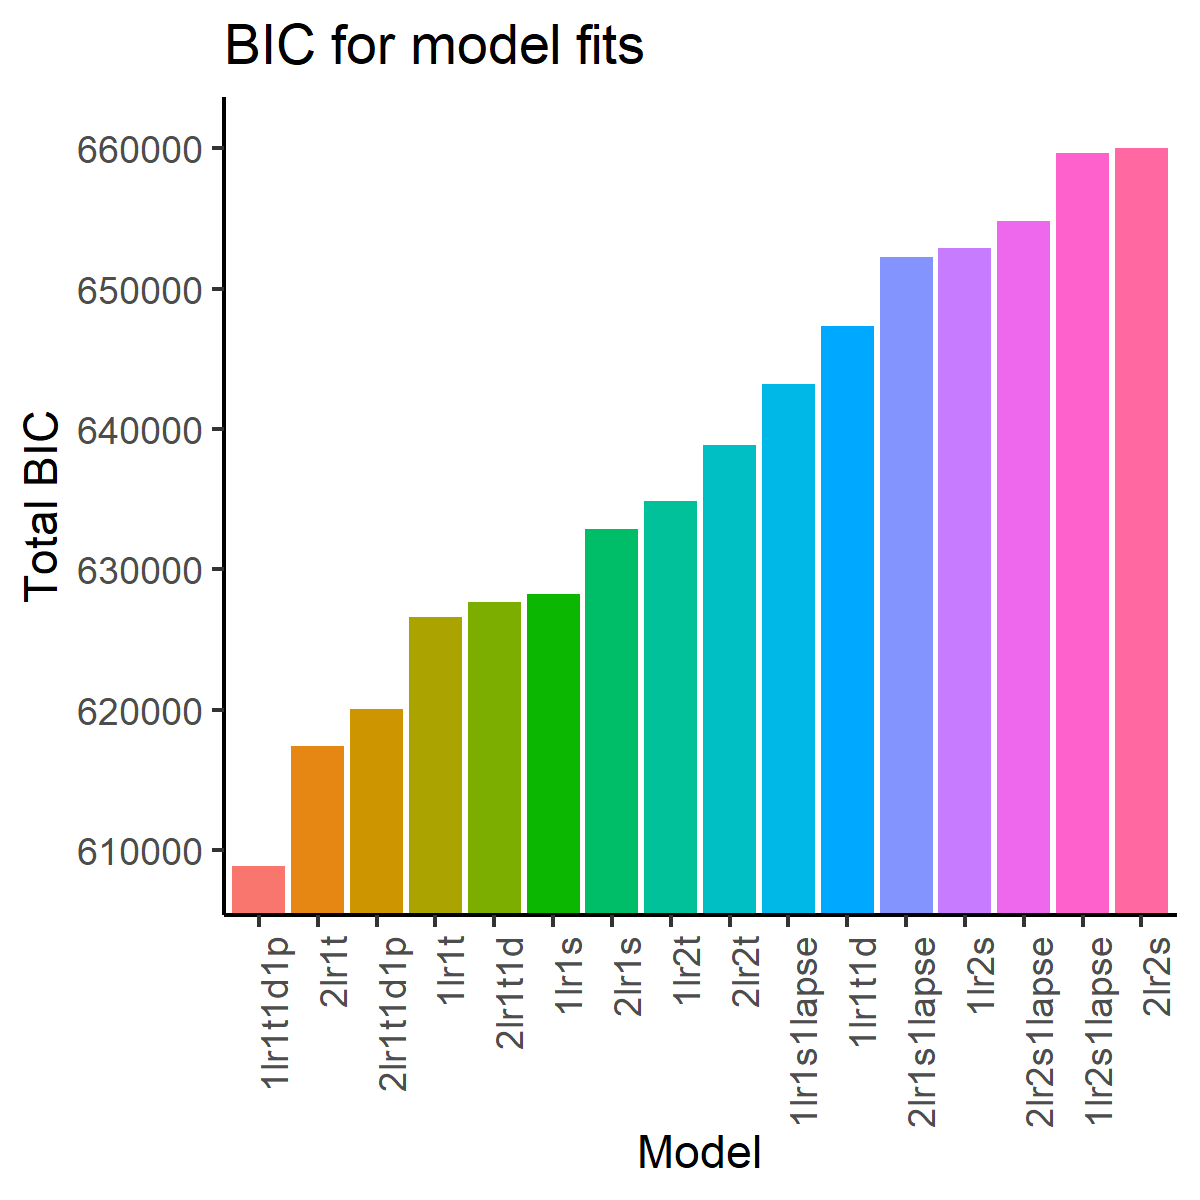 BIC for model fits
Total BIC
660000
650000
640000
630000
620000
610000
1lr1t1d1p
2lr1t
2lr1t1d1p
1lr1t
2lr1t1d
1lr1s
2lr1s
1lr2t
2lr2t
1lr1s1lapse
1lr1t1d
2lr1s1lapse
1lr2s
2lr2s1lapse
1lr2s1lapse
2lr2s
Model